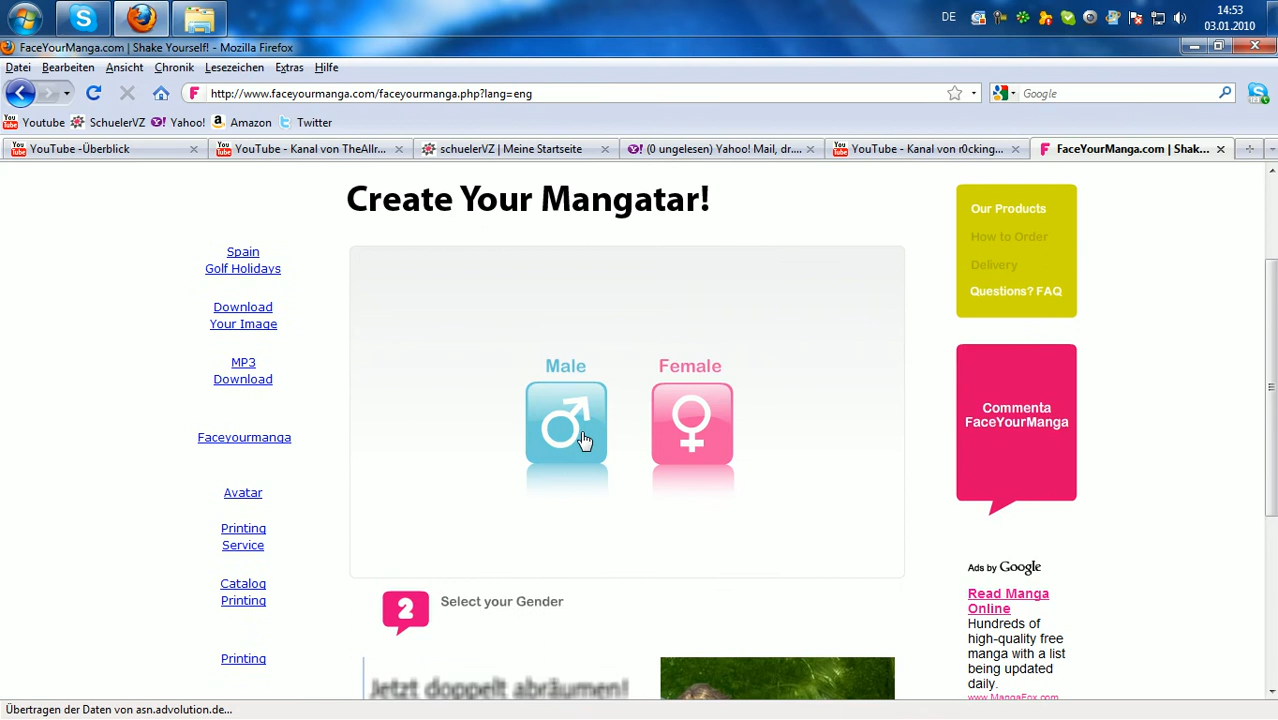 DE
14:53
03.01.2010
FaceYourManga.com | Shake Yourself! - Mozilla Firefox
Datei Bearbeiten Ansicht Chronik Lesezeichen Extras Hilfe
http://www.faceyourmanga.com/faceyourmanga.php?lang=eng
Google
Youtube SchuelerVZ Yahoo! Amazon Twitter
YouTube -Überblick
YouTube - Kanal von TheAllr...
schuelerVZ | Meine Startseite
(0 ungelesen) Yahoo! Mail, dr....
YouTube - Kanal von r0cking...
FaceYourManga.com | Shak...
Create Your Mangatar!
Spain
Golf Holidays
Download
Your Image
MP3
Download
Faceyourmanga
Avatar
Printing
Service
Catalog
Printing
Printing
Male
Female
2
Select your Gender
Jetzt doppelt abräumen!
Our Products
How to Order
Delivery
Questions? FAQ
Commenta
FaceYourManga
Ads by Google
Read Manga
Online
Hundreds of
high-quality free
manga with a list
being updated
daily.
www.MangaFox.com
Übertragen der Daten von asn.advolution.de...